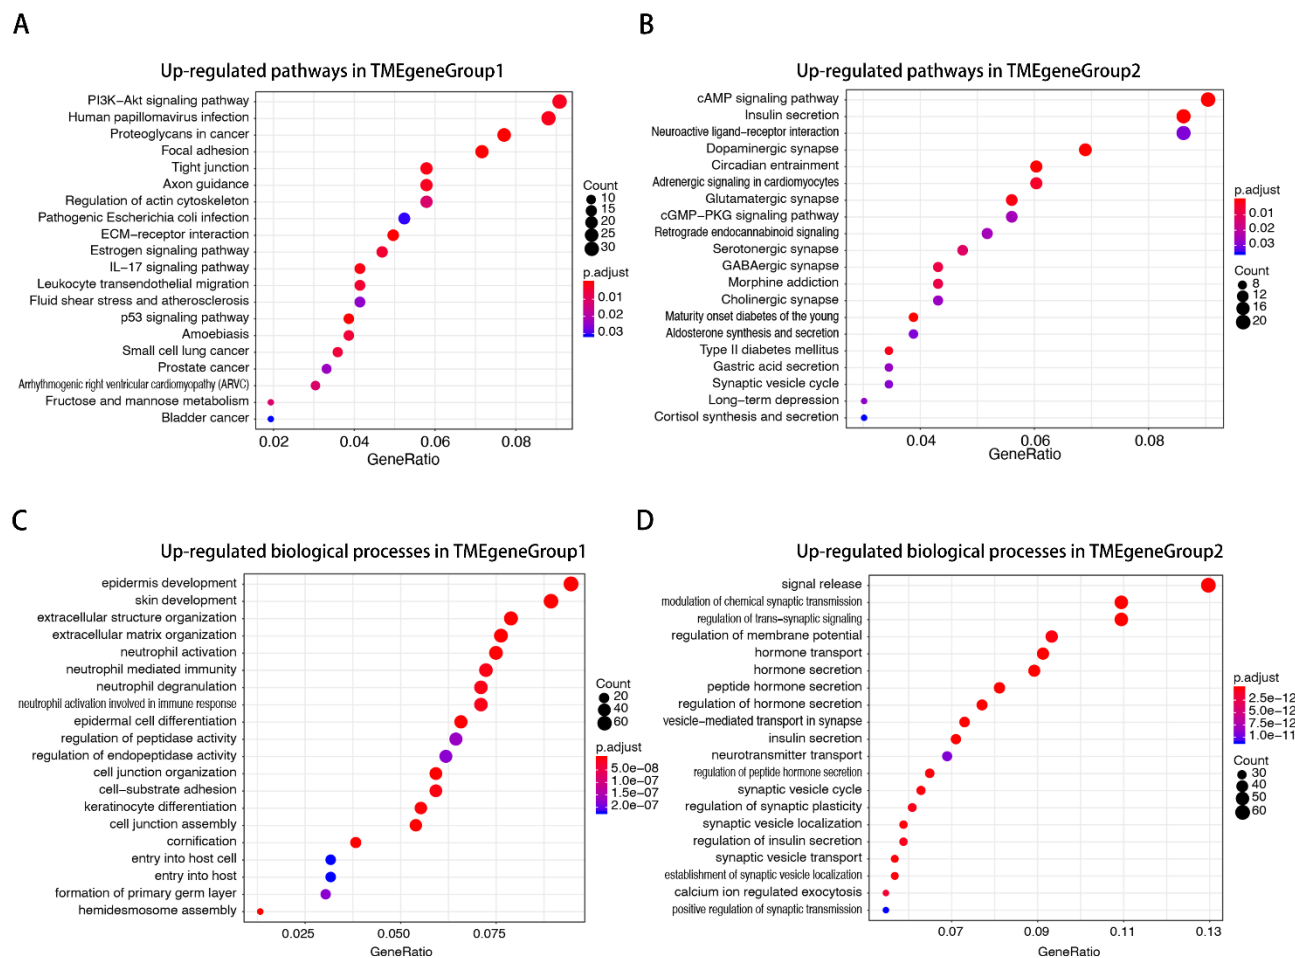 A
Up-regulated pathways in TMEgeneGroup1
PI3K−Akt signaling pathway
Human papillomavirus infection
Proteoglycans in cancer
Focal adhesion
Tight junction
Axon guidance
Regulation of actin cytoskeleton
Pathogenic Escherichia coli infection
ECM−receptor interaction
Estrogen signaling pathway
IL−17 signaling pathway
Leukocyte transendothelial migration
Fluid shear stress and atherosclerosis
p53 signaling pathway
Amoebiasis
Small cell lung cancer
Prostate cancer
Arrhythmogenic right ventricular cardiomyopathy (ARVC)
Fructose and mannose metabolism
Bladder cancer
0.02 0.04 0.06 0.08
GeneRatio
Count
10
15
20
25
30
p.adjust
0.01
0.02
0.03
B
Up-regulated pathways in TMEgeneGroup2
cAMP signaling pathway
Insulin secretion
Neuroactive ligand−receptor interaction
Dopaminergic synapse
Circadian entrainment
Adrenergic signaling in cardiomyocytes
Glutamatergic synapse
cGMP−PKG signaling pathway
Retrograde endocannabinoid signaling
Serotonergic synapse
GABAergic synapse
Morphine addiction
Cholinergic synapse
Maturity onset diabetes of the young
Aldosterone synthesis and secretion
Type II diabetes mellitus
Gastric acid secretion
Synaptic vesicle cycle
Long−term depression
Cortisol synthesis and secretion
0.04 0.06 0.08
GeneRatio
p.adjust
0.01
0.02
0.03
Count
8
12
16
20
C
Up-regulated biological processes in TMEgeneGroup1
epidermis development
skin development
extracellular structure organization
extracellular matrix organization
neutrophil activation
neutrophil mediated immunity
neutrophil degranulation
neutrophil activation involved in immune response
epidermal cell differentiation
regulation of peptidase activity
regulation of endopeptidase activity
cell junction organization
cell−substrate adhesion
keratinocyte differentiation
cell junction assembly
cornification
entry into host cell
entry into host
formation of primary germ layer
hemidesmosome assembly
0.025 0.050 0.075
GeneRatio
Count
20
40
60
p.adjust
5.0e−08
1.0e−07
1.5e−07
2.0e−07
D
Up-regulated biological processes in TMEgeneGroup2
signal release
modulation of chemical synaptic transmission
regulation of trans−synaptic signaling
regulation of membrane potential
hormone transport
hormone secretion
peptide hormone secretion
regulation of hormone secretion
vesicle−mediated transport in synapse
insulin secretion
neurotransmitter transport
regulation of peptide hormone secretion
synaptic vesicle cycle
regulation of synaptic plasticity
synaptic vesicle localization
regulation of insulin secretion
synaptic vesicle transport
establishment of synaptic vesicle localization
calcium ion regulated exocytosis
positive regulation of synaptic transmission
0.07 0.09 0.11 0.13
GeneRatio
p.adjust
2.5e−12
5.0e−12
7.5e−12
1.0e−11
Count
30
40
50
60